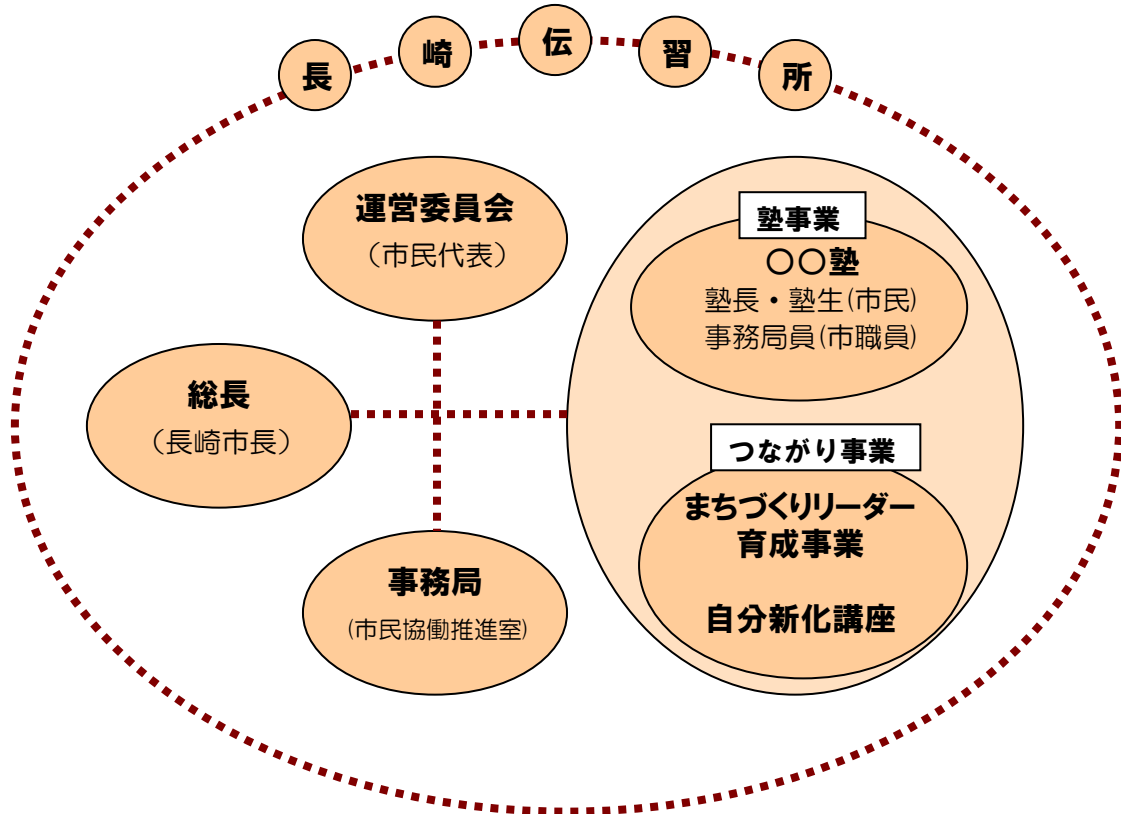 長崎伝習所
運営委員会
（市民代表）
総長
（長崎市長）
事務局
(市民協働推進室)
塾事業
〇〇塾
塾長・塾生(市民)
事務局員(市職員)
つながり事業
まちづくりリーダー
育成事業
自分新化講座